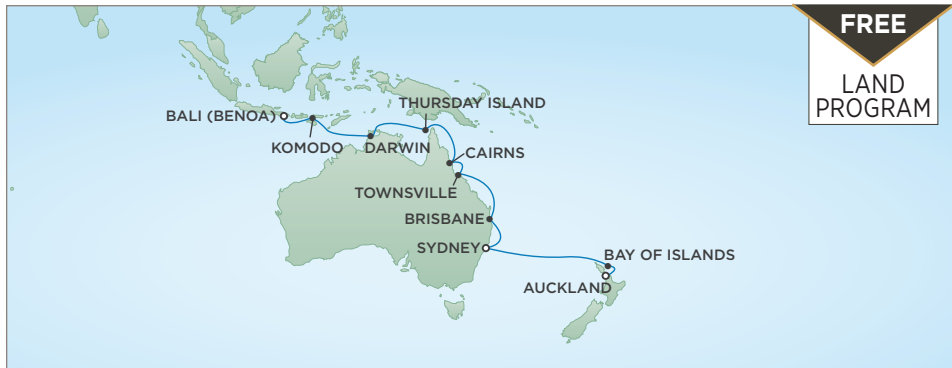 FREE
LAND
PROGRAM
THURSDAY ISLAND
BALI (BENOA)
KOMODO
DARWIN
CAIRNS
TOWNSVILLE
BRISBANE
SYDNEY
BAY OF ISLANDS
AUCKLAND